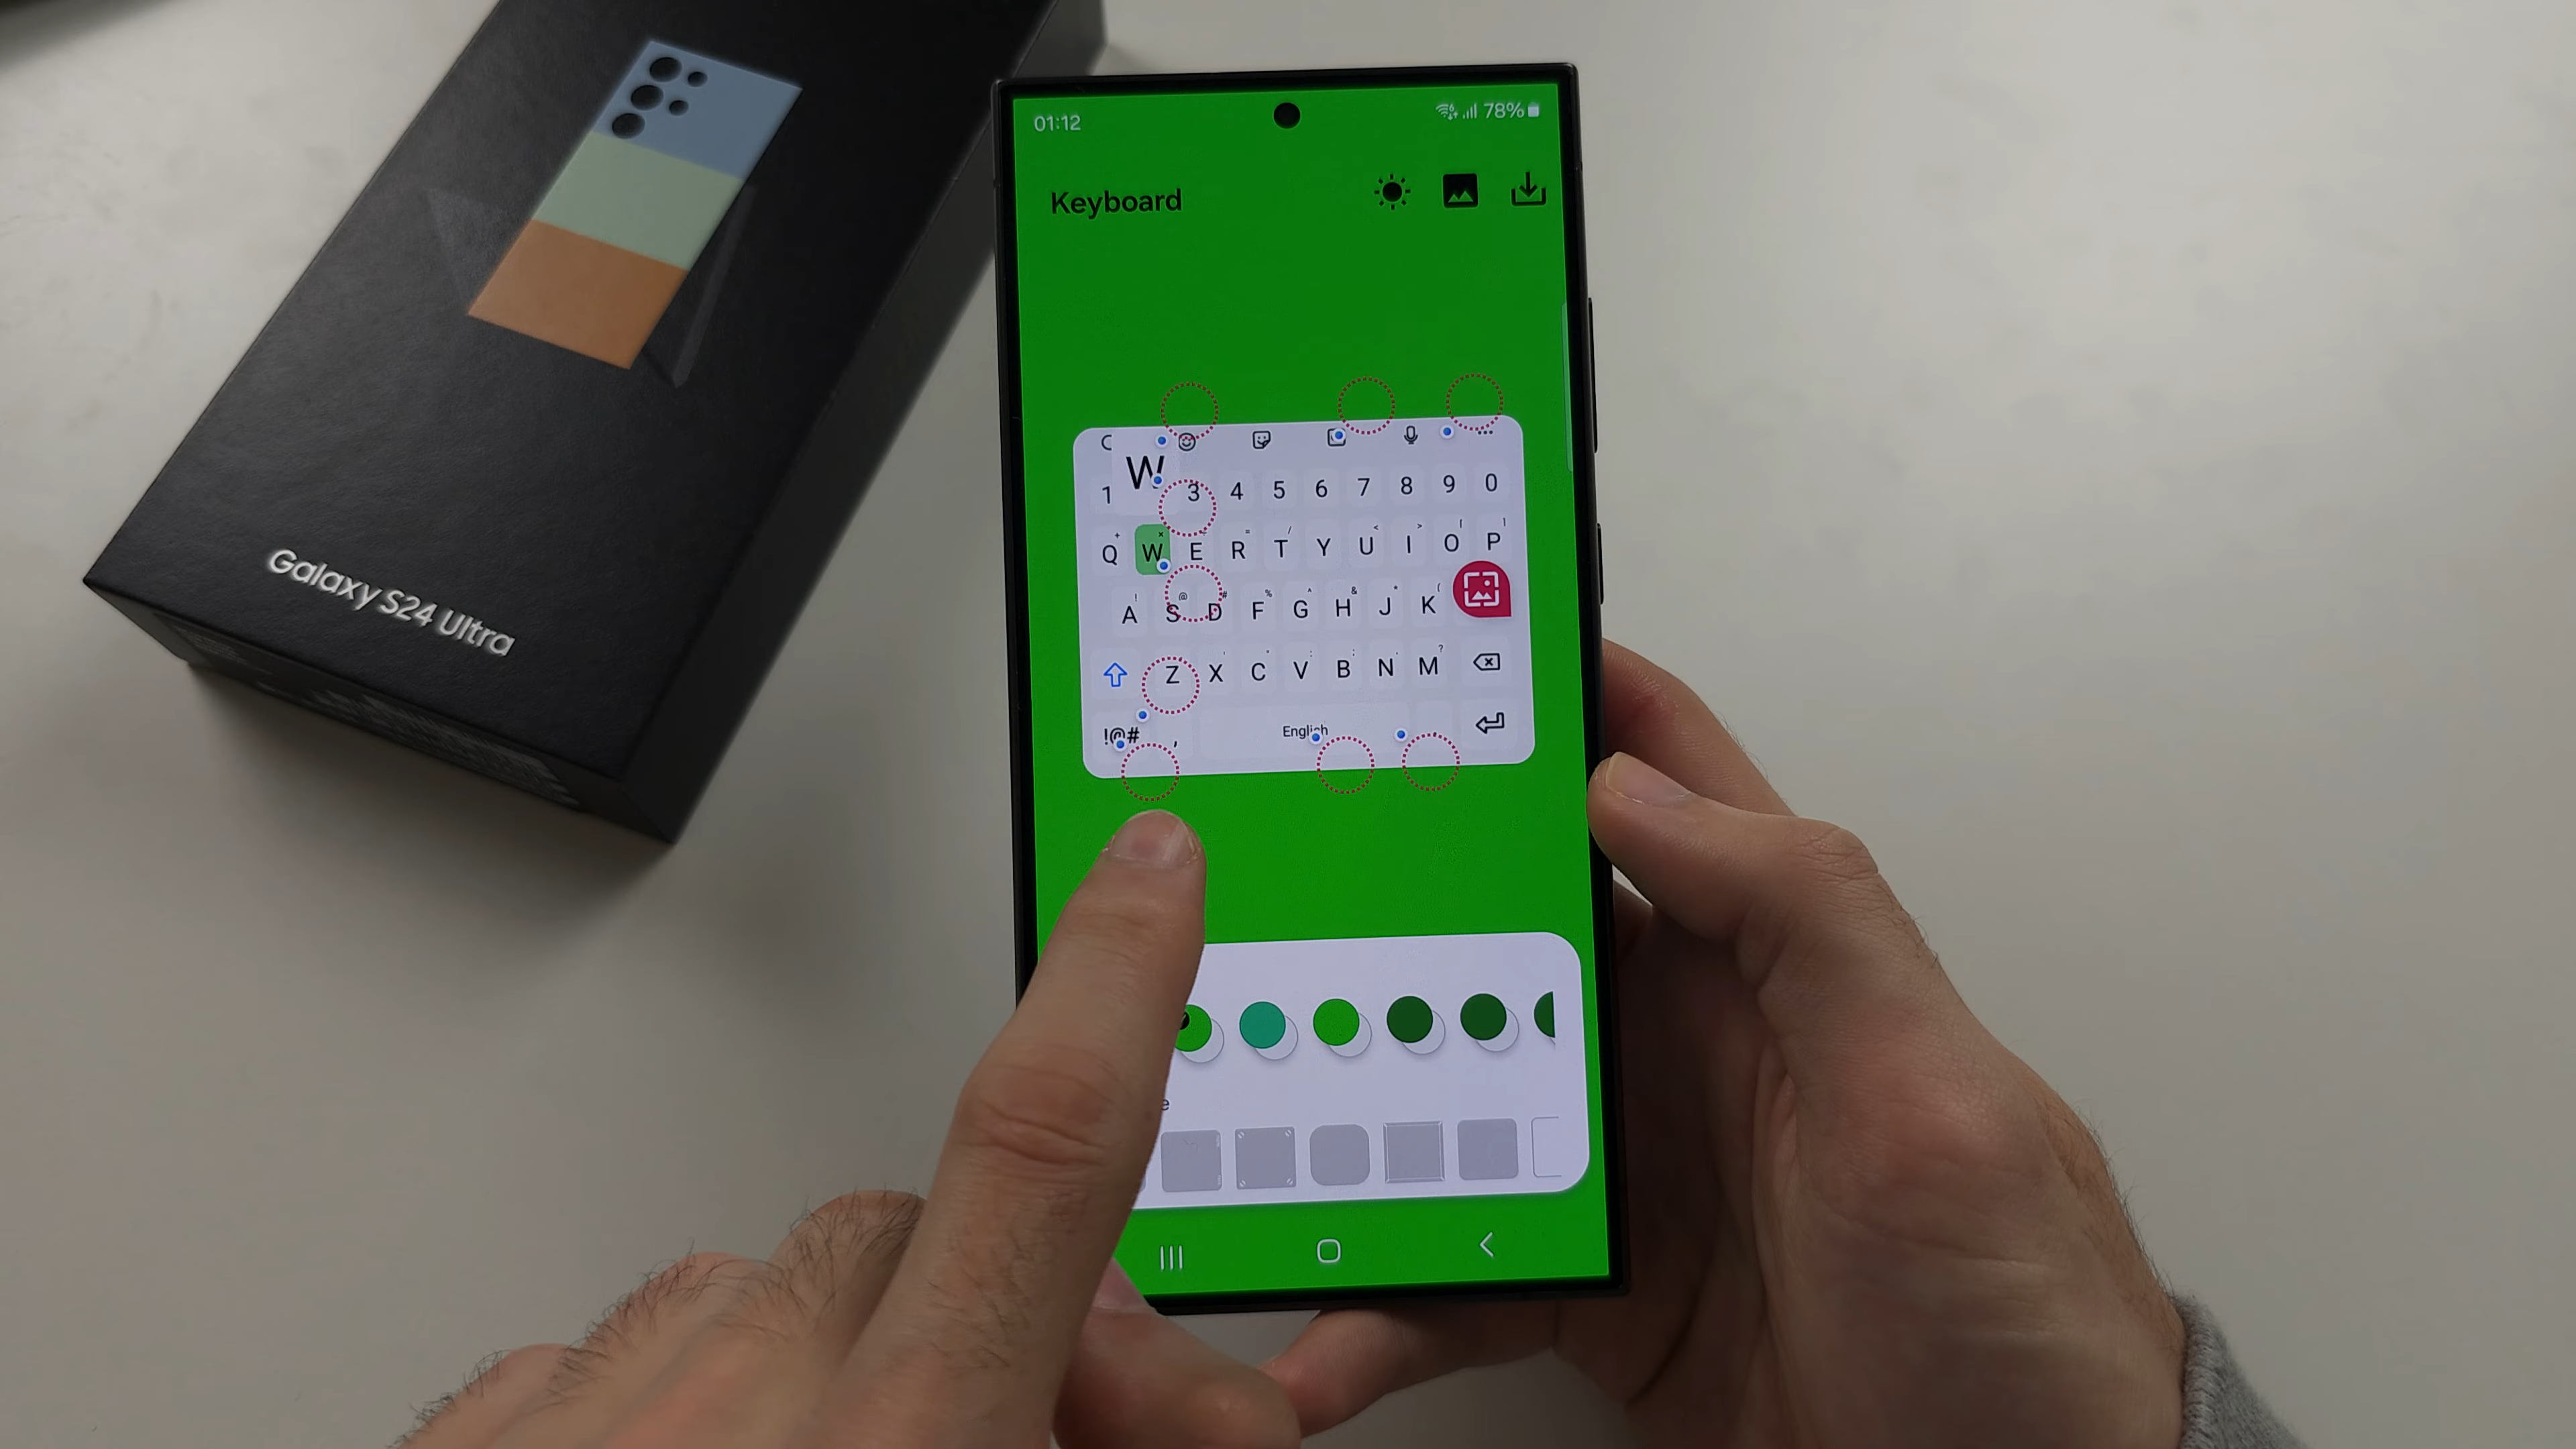 Galaxy S24 Ultra
01:12
78%
Keyboard
W
1 3 4 5 6 7 8 9 0
Q W E R T Y U I O P
A S D F G H J K
Z X C V B N M
!@# , English .
e